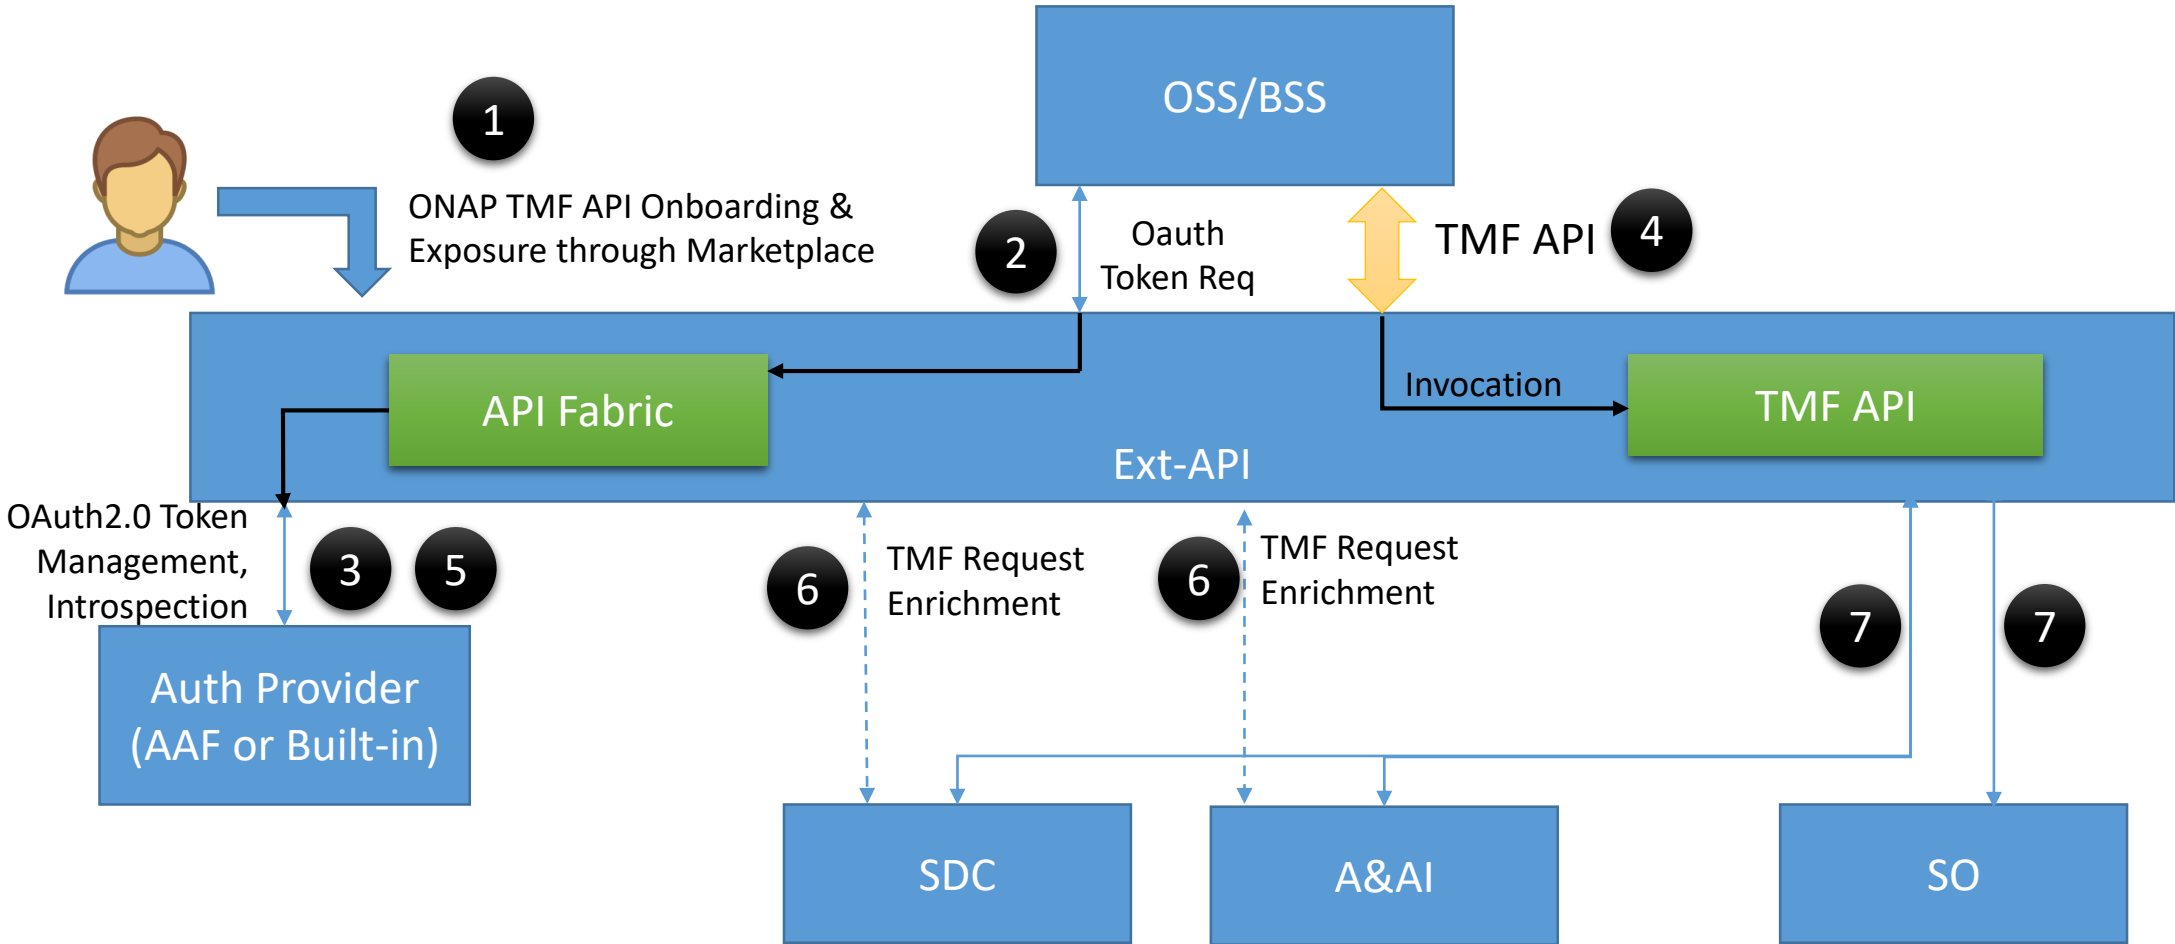 1
OSS/BSS
ONAP TMF API Onboarding &
Exposure through Marketplace
2
Oauth
Token Req
TMF API
4
API Fabric
Invocation
TMF API
Ext-API
OAuth2.0 Token
Management,
Introspection
3
5
6
TMF Request
Enrichment
6
TMF Request
Enrichment
7
7
Auth Provider
(AAF or Built-in)
SDC
A&AI
SO